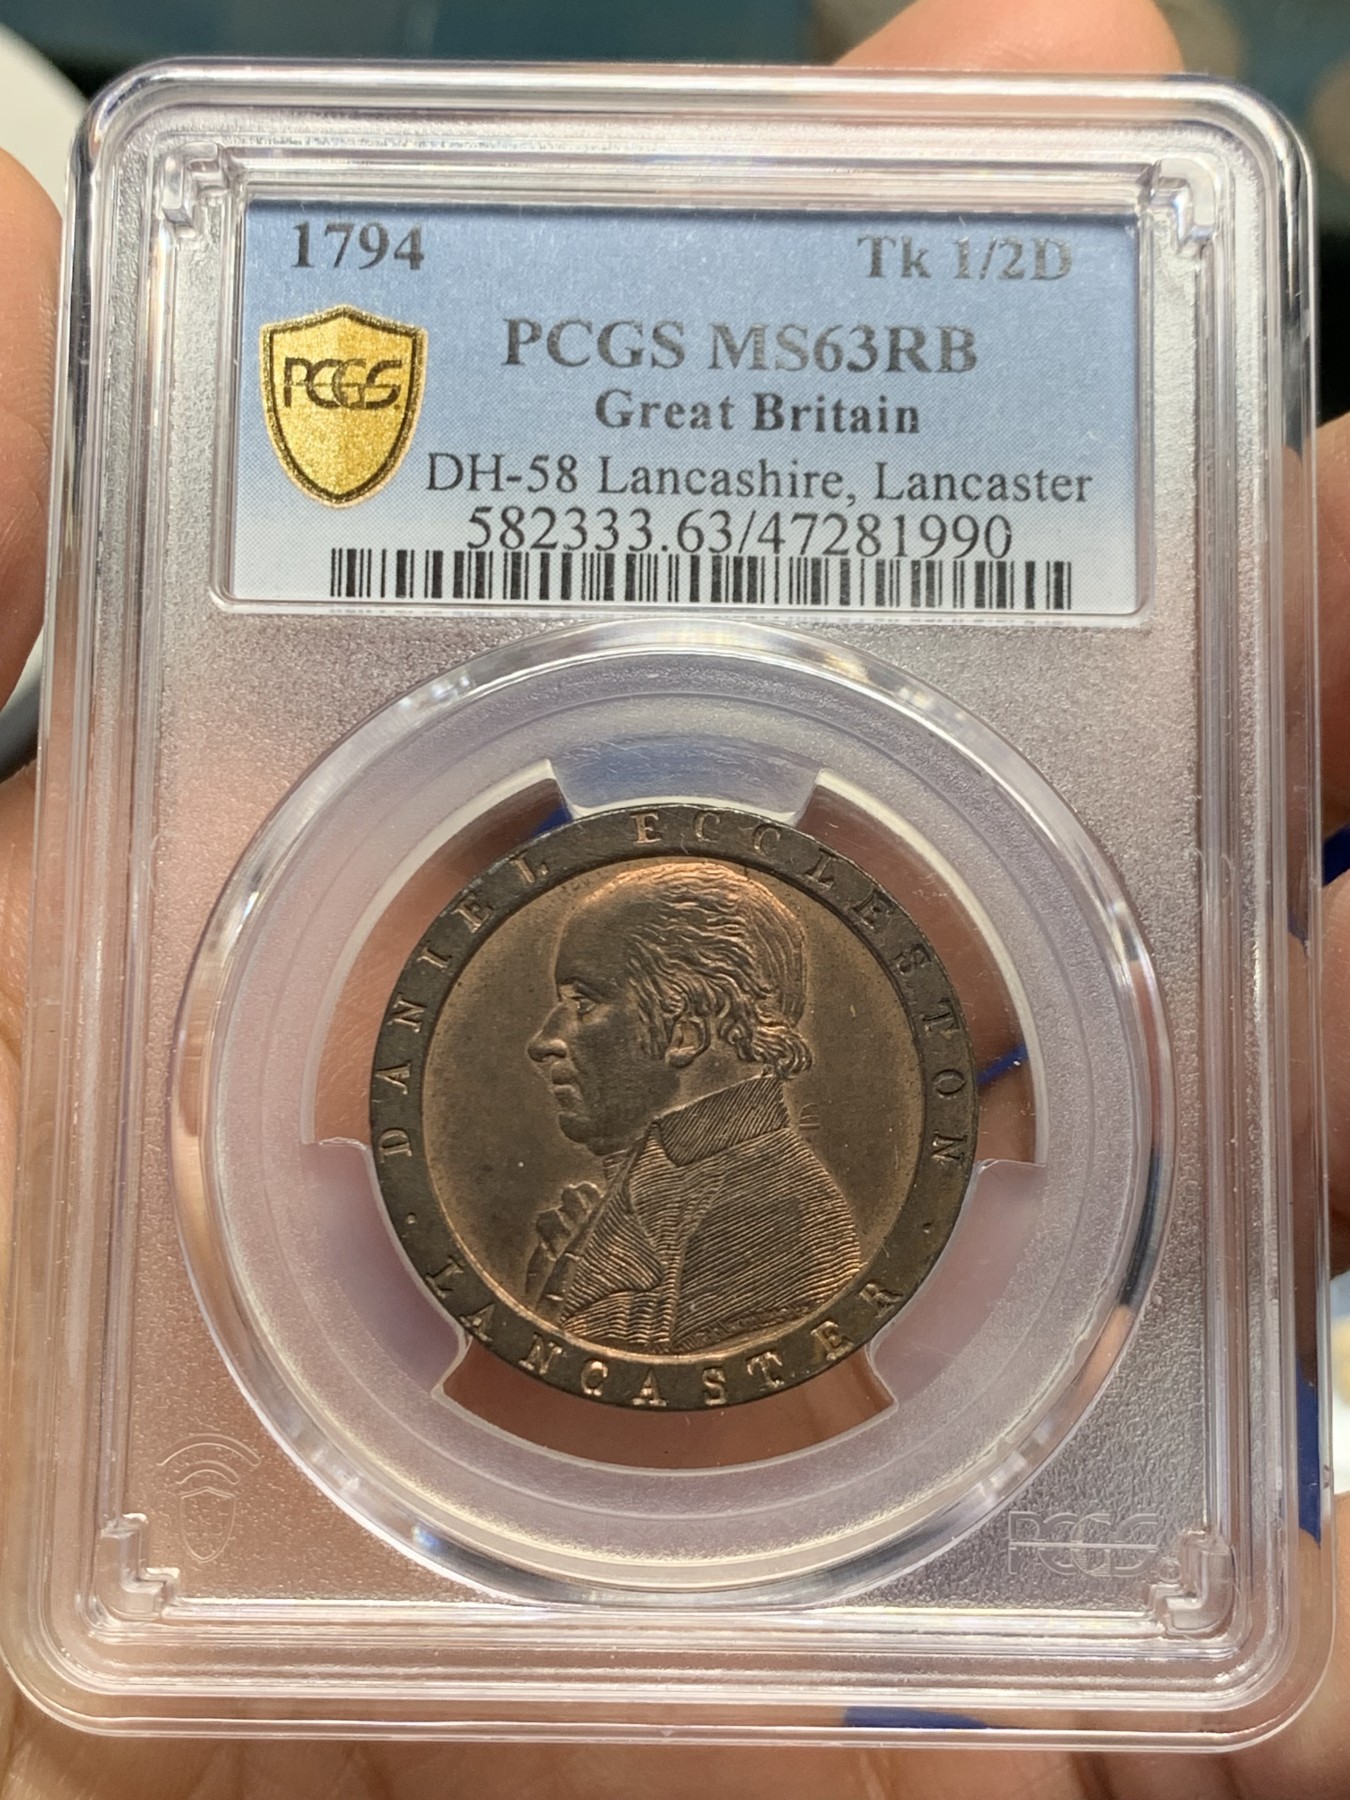 1794 Tk 1/2D
PCGS MS63RB
PCGS
Great Britain
DH-58 Lancashire, Lancaster
582333.63/47281990
DANIEL ECCLESTON
· LANCASTER ·
PCGS